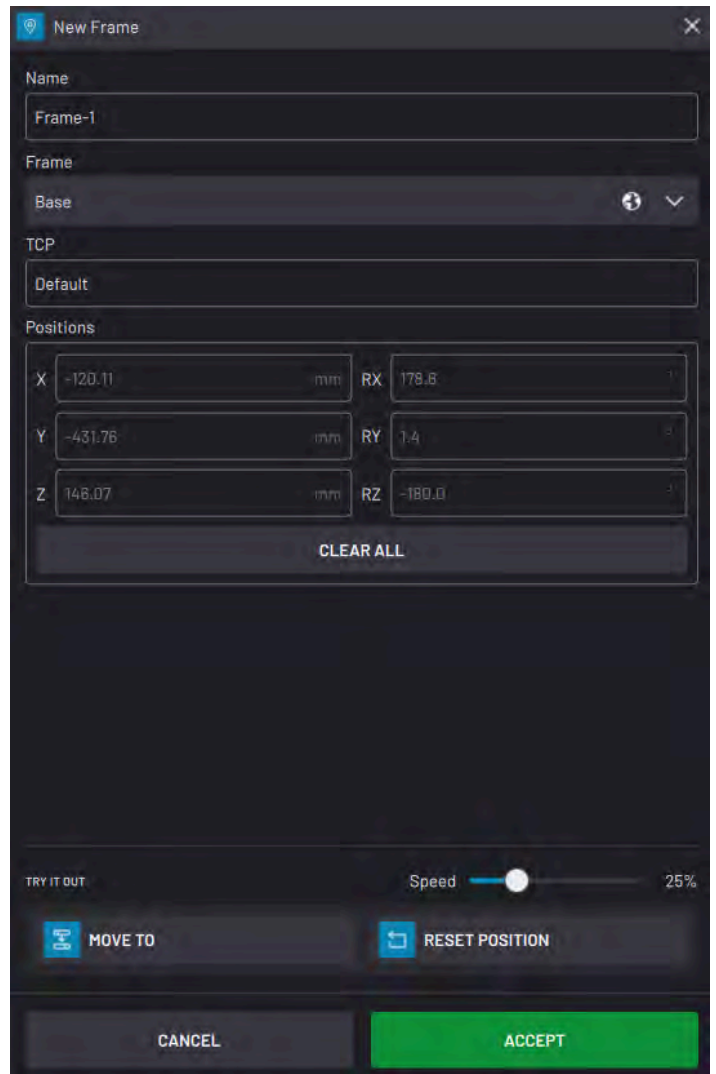 New Frame
Name
Frame-1
Frame
Base
TCP
Default
Positions
X -120.11 mm RX 178.6 °
Y -431.76 mm RY 1.4 °
Z 146.07 mm RZ -180.0 °
CLEAR ALL
TRY IT OUT Speed 25%
MOVE TO RESET POSITION
CANCEL ACCEPT